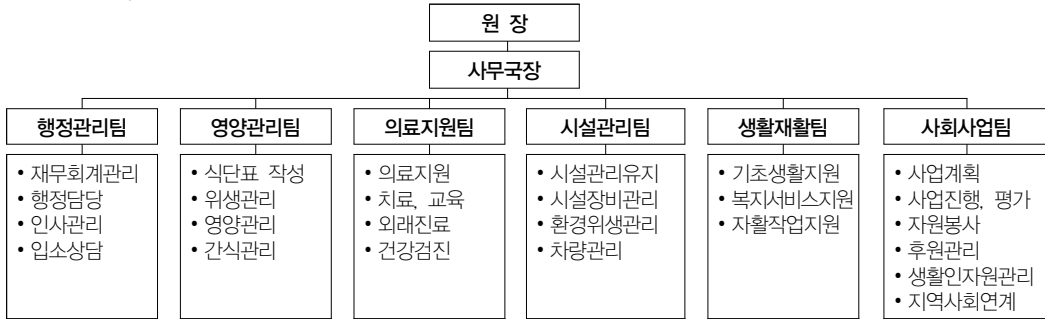 원 장
사무국장
행정관리팀
• 재무회계관리
• 행정담당
• 인사관리
• 입소상담
영양관리팀
• 식단표 작성
• 위생관리
• 영양관리
• 간식관리
의료지원팀
• 의료지원
• 치료, 교육
• 외래진료
• 건강검진
시설관리팀
• 시설관리유지
• 시설장비관리
• 환경위생관리
• 차량관리
생활재활팀
• 기초생활지원
• 복지서비스지원
• 자활작업지원
사회사업팀
• 사업계획
• 사업진행, 평가
• 자원봉사
• 후원관리
• 생활인자원관리
• 지역사회연계